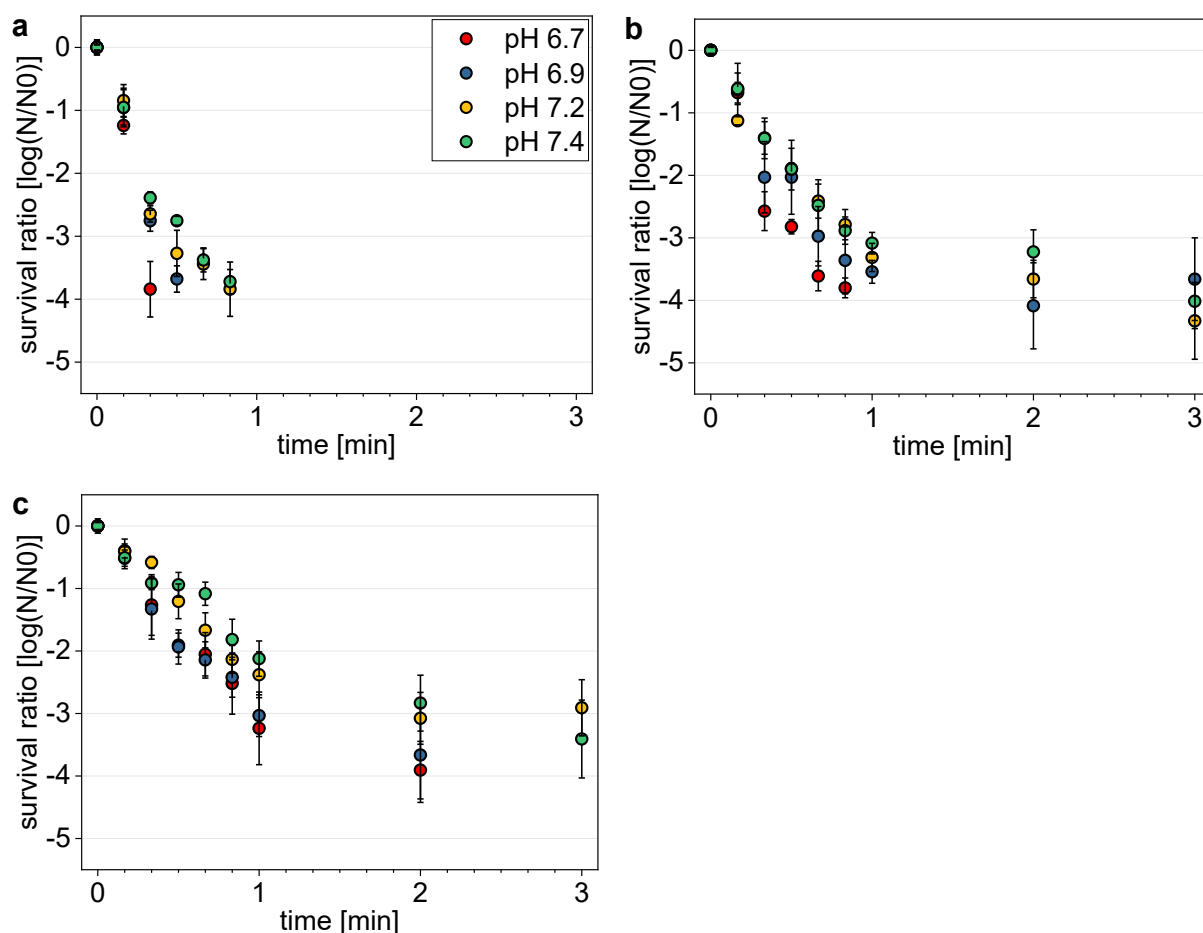 a
0
-1
-2
-3
-4
-5
survival ratio [log(N/N0)]
0 1 2 3
time [min]
pH 6.7
pH 6.9
pH 7.2
pH 7.4
b
0
-1
-2
-3
-4
-5
survival ratio [log(N/N0)]
0 1 2 3
time [min]
c
0
-1
-2
-3
-4
-5
survival ratio [log(N/N0)]
0 1 2 3
time [min]